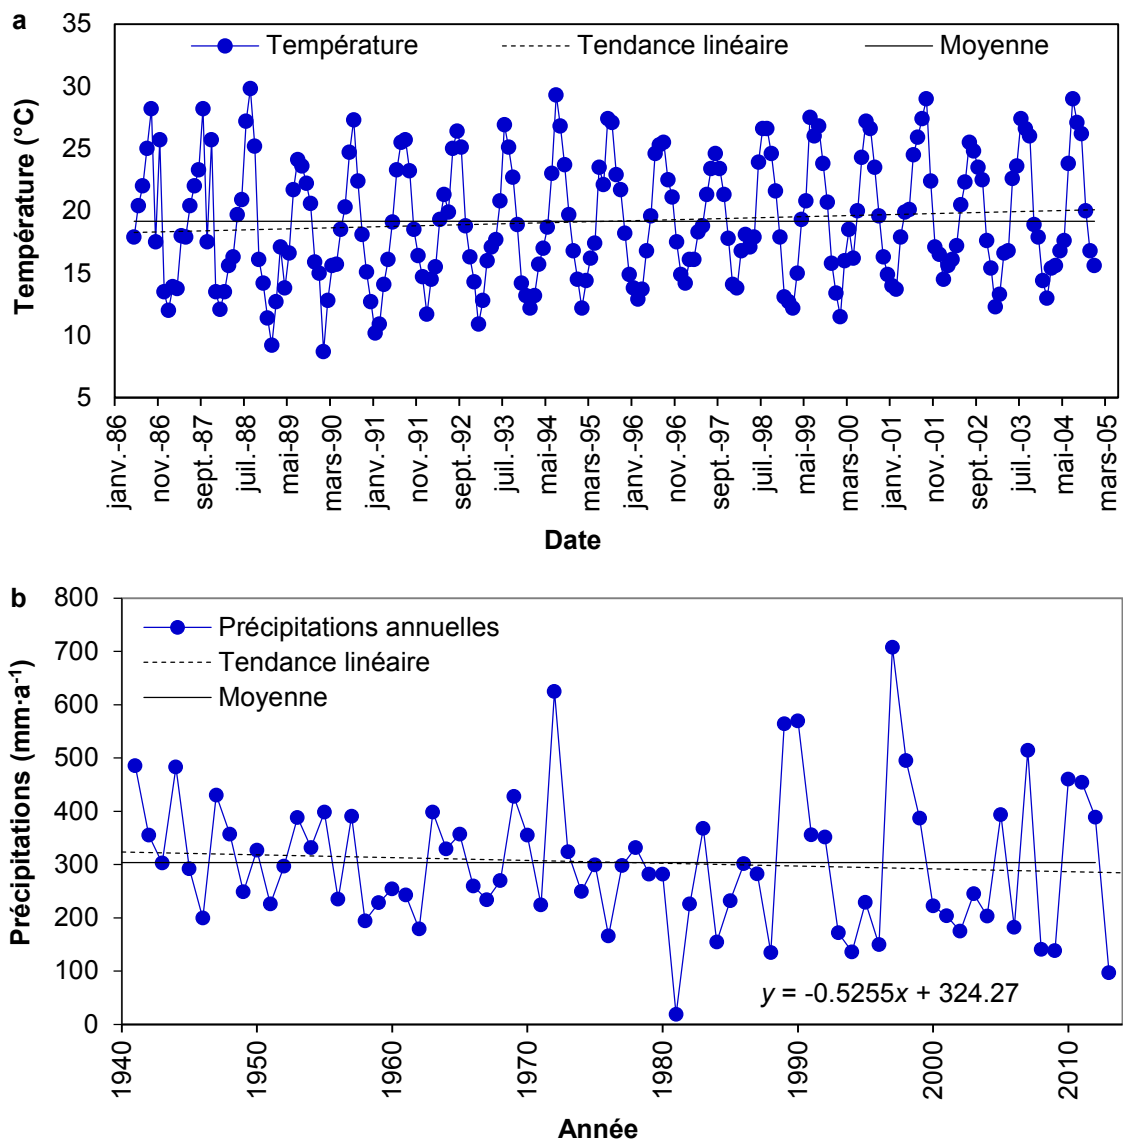 a
Température (°C)
35
30
25
20
15
10
5
Température
Tendance linéaire
Moyenne
janv.-86
nov.-86
sept.-87
juil.-88
mai-89
mars-90
janv.-91
nov.-91
sept.-92
juil.-93
mai-94
mars-95
janv.-96
nov.-96
sept.-97
juil.-98
mai-99
mars-00
janv.-01
nov.-01
sept.-02
juil.-03
mai-04
mars-05
Date
b
Précipitations (mm·a-1)
800
700
600
500
400
300
200
100
0
Précipitations annuelles
Tendance linéaire
Moyenne
y = -0.5255x + 324.27
1940
1950
1960
1970
1980
1990
2000
2010
Année